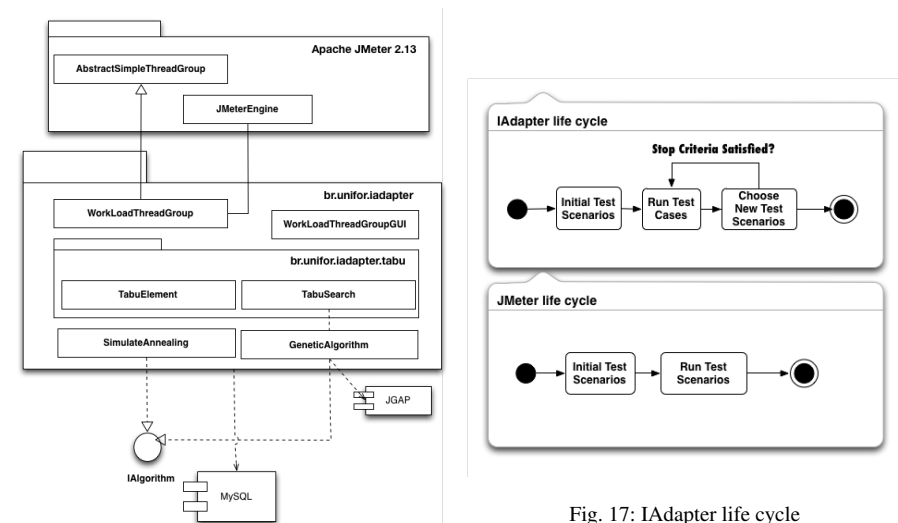 Apache JMeter 2.13
AbstractSimpleThreadGroup
JMeterEngine
br.unifor.iadapter
WorkLoadThreadGroup
WorkLoadThreadGroupGUI
br.unifor.iadapter.tabu
TabuElement
TabuSearch
SimulateAnnealing
GeneticAlgorithm
JGAP
IAlgorithm
MySQL
IAdapter life cycle
Stop Criteria Satisfied?
Initial Test
Scenarios
Run Test
Cases
Choose
New Test
Scenarios
JMeter life cycle
Initial Test
Scenarios
Run Test
Scenarios
Fig. 17: IAdapter life cycle